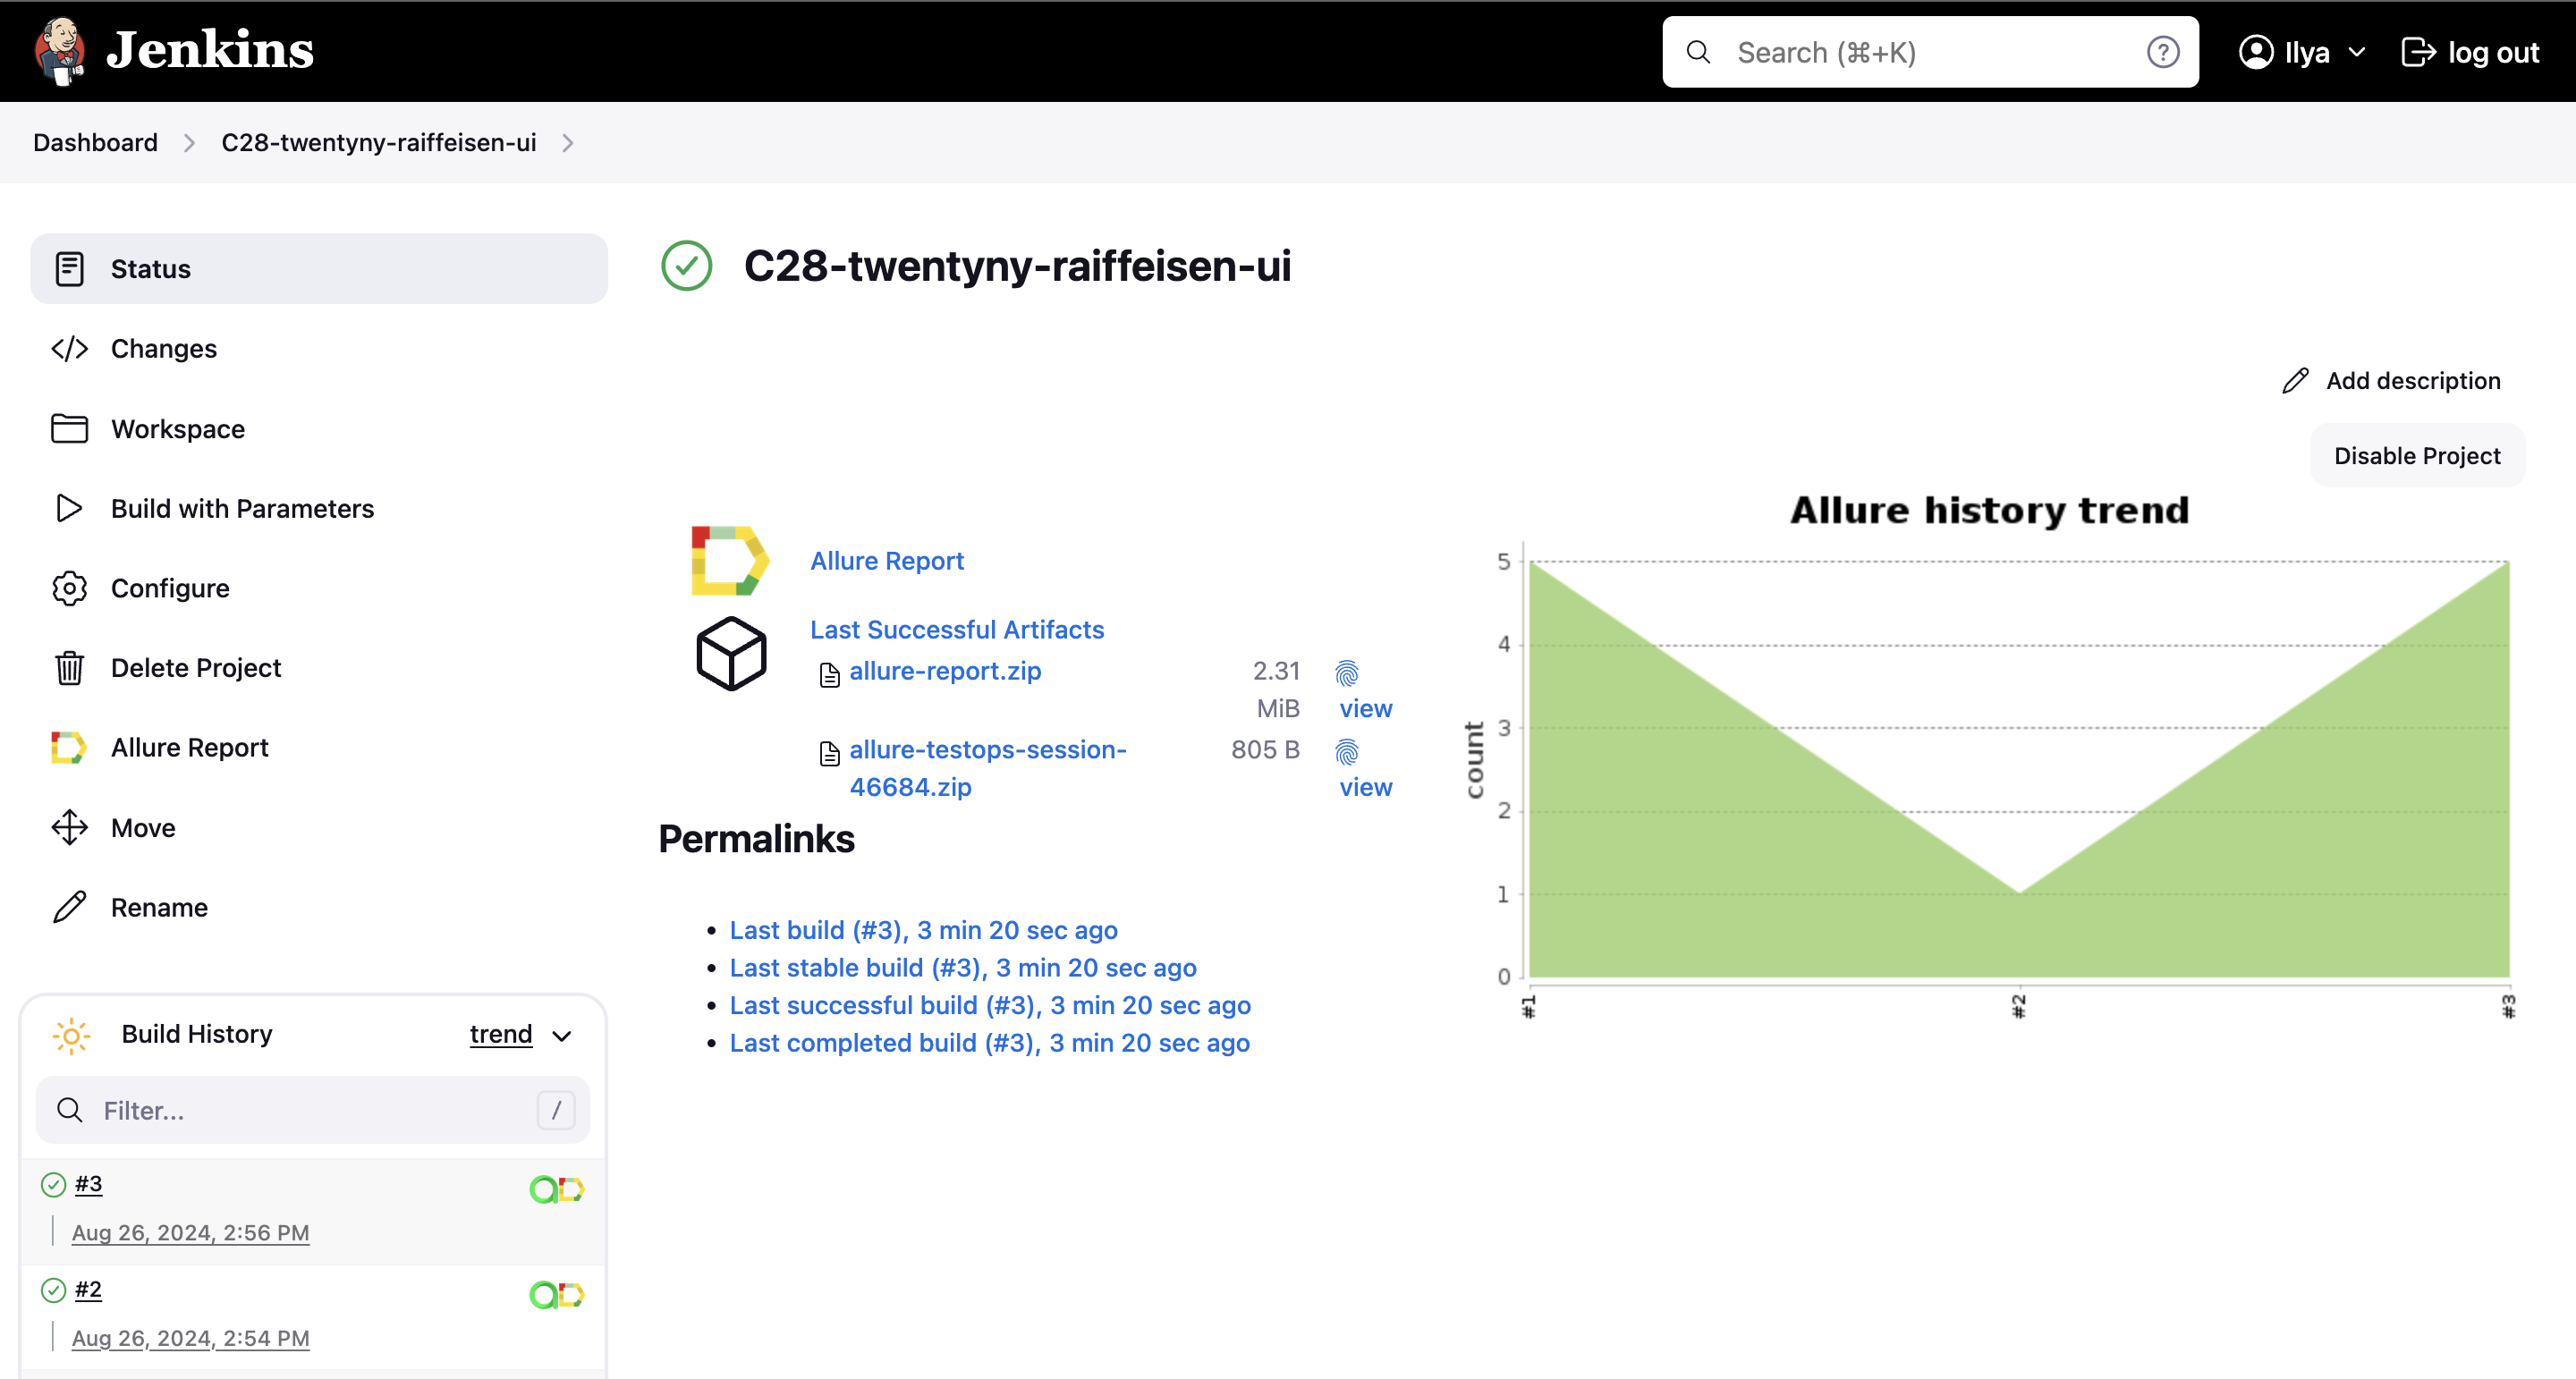 Jenkins
Search (⌘+K)
Ilya
log out
Dashboard
C28-twentyny-raiffeisen-ui
Status
Changes
Workspace
Build with Parameters
Configure
Delete Project
Allure Report
Move
Rename
Build History
trend
Filter...
/
#3
Aug 26, 2024, 2:56 PM
#2
Aug 26, 2024, 2:54 PM
C28-twentyny-raiffeisen-ui
Add description
Disable Project
Allure Report
Last Successful Artifacts
allure-report.zip 2.31
MiB view
allure-testops-session- 805 B
46684.zip view
Permalinks
Last build (#3), 3 min 20 sec ago
Last stable build (#3), 3 min 20 sec ago
Last successful build (#3), 3 min 20 sec ago
Last completed build (#3), 3 min 20 sec ago
Allure history trend
count
5
4
3
2
1
0
#1
#2
#3